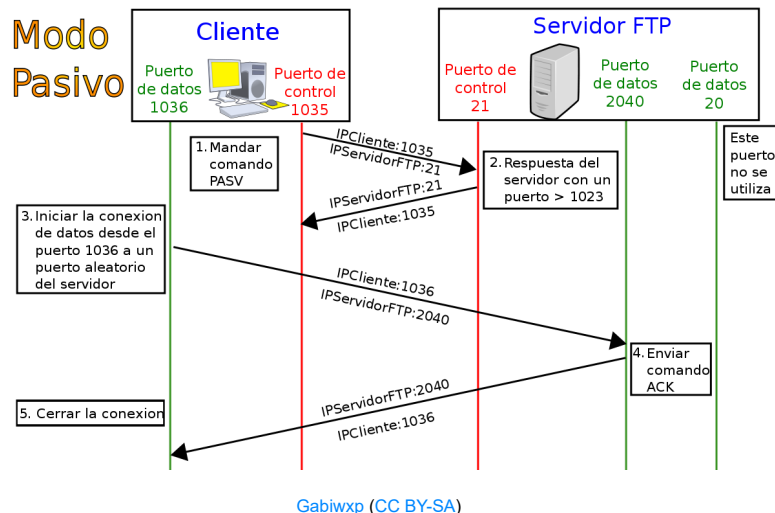 Modo
Pasivo
Cliente
Puerto
de datos
1036
Puerto de
control
1035
Servidor FTP
Puerto de
control
21
Puerto
de datos
2040
Puerto
de datos
20
1. Mandar
comando
PASV
IPCliente:1035
IPServidorFTP:21
2. Respuesta del
servidor con un
puerto > 1023
Este
puerto
no se
utiliza
IPServidorFTP:21
IPCliente:1035
3. Iniciar la conexion
de datos desde el
puerto 1036 a un
puerto aleatorio
del servidor
IPCliente:1036
IPServidorFTP:2040
4. Enviar
comando
ACK
IPServidorFTP:2040
IPCliente:1036
5. Cerrar la conexion
Gabiwxp (CC BY-SA)